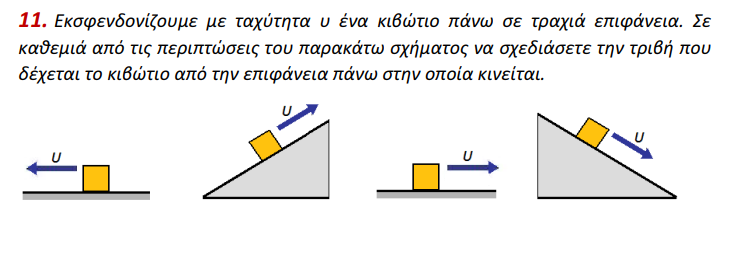 11. Εκσφενδονίζουμε με ταχύτητα υ ένα κιβώτιο πάνω σε τραχιά επιφάνεια. Σε
καθεμιά από τις περιπτώσεις του παρακάτω σχήματος να σχεδιάσετε την τριβή που
δέχεται το κιβώτιο από την επιφάνεια πάνω στην οποία κινείται.
υ
υ
υ
υ